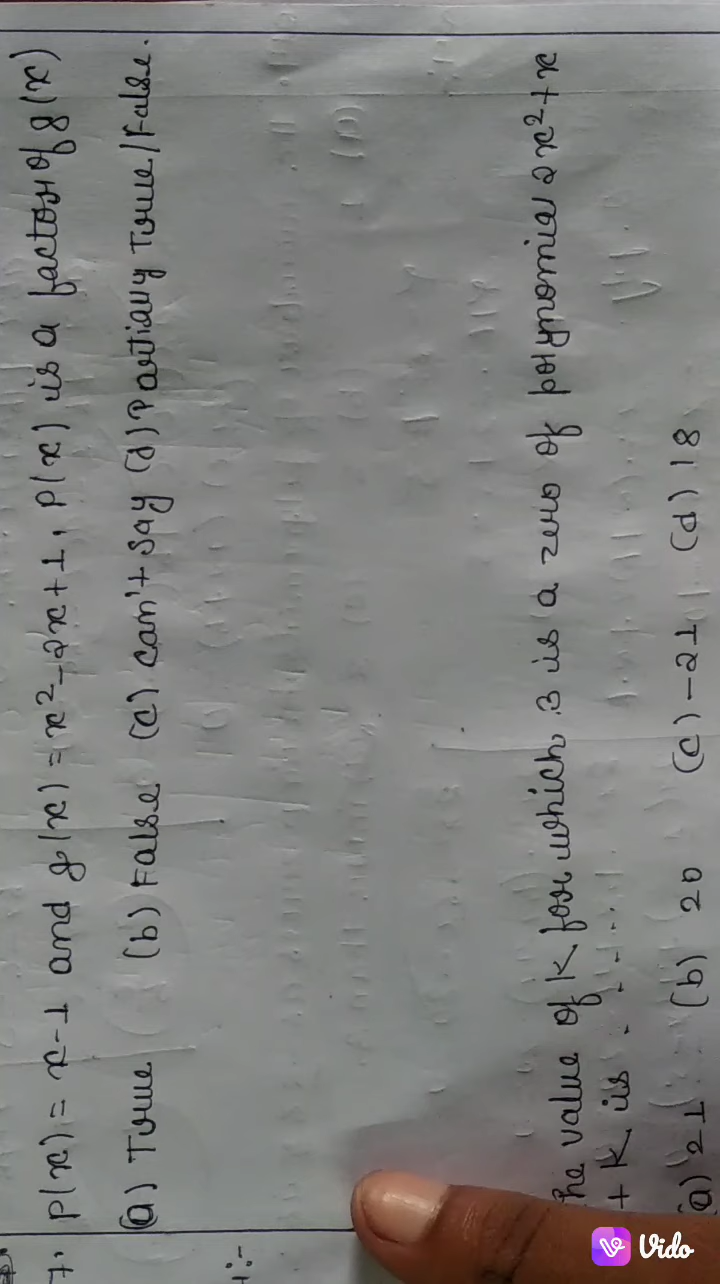 7. P(x) = x-1 and g(x) = x²-2x+1, P(x) is a factor of g(x)
(a) True (b) False (c) can't say (d) Partially True/False.
:-
he value of K for which, 3 is a zero of polynomial 2x²+x
+ K is . - - . . .
(a) 21 (b) 20 (c) -21 (d) 18
Vido